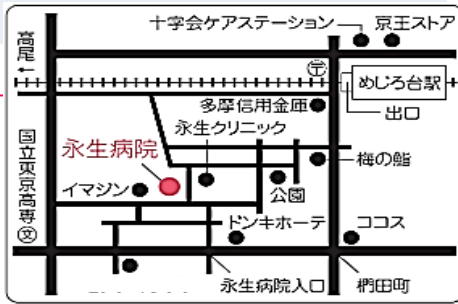 十字会ケアステーション
京王ストア
高尾
〒
めじろ台駅
出口
多摩信用金庫
永生クリニック
永生病院
梅の鮨
イマジン
公園
国立東京高専
文
ドンキホーテ
ココス
永生病院入口
椚田町